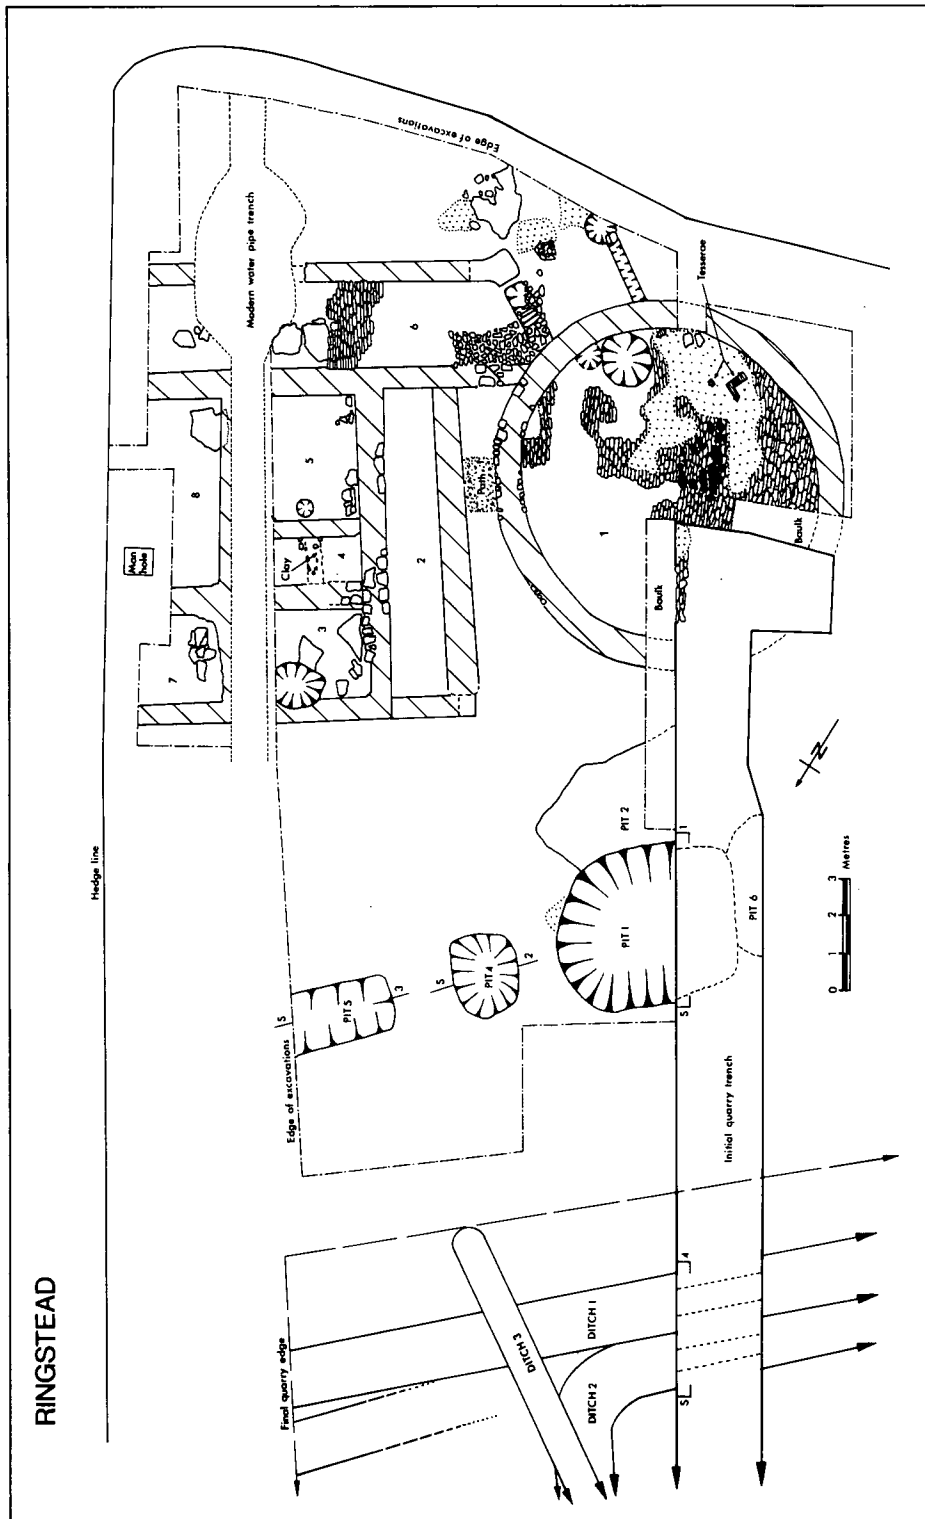 RINGSTEAD
Hedge line
Edge of excavations
Modern water pipe trench
Man
hole
8
7
6
5
4
Clay
3
2
Path
1
Tesserae
Baulk
Baulk
N
PIT 2
PIT 1
PIT 6
PIT 4
PIT 5
S
3
S
2
S
1
Edge of excavations
0
1
2
3
Metres
Initial quarry trench
Final quarry edge
DITCH 3
DITCH 1
DITCH 2
S
4